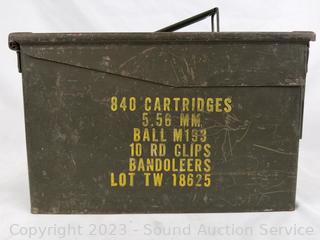 840 CARTRIDGES
5.56 MM
BALL M193
10 RD CLIPS
BANDOLEERS
LOT TW 18625
Copyright 2023 - Sound Auction Service